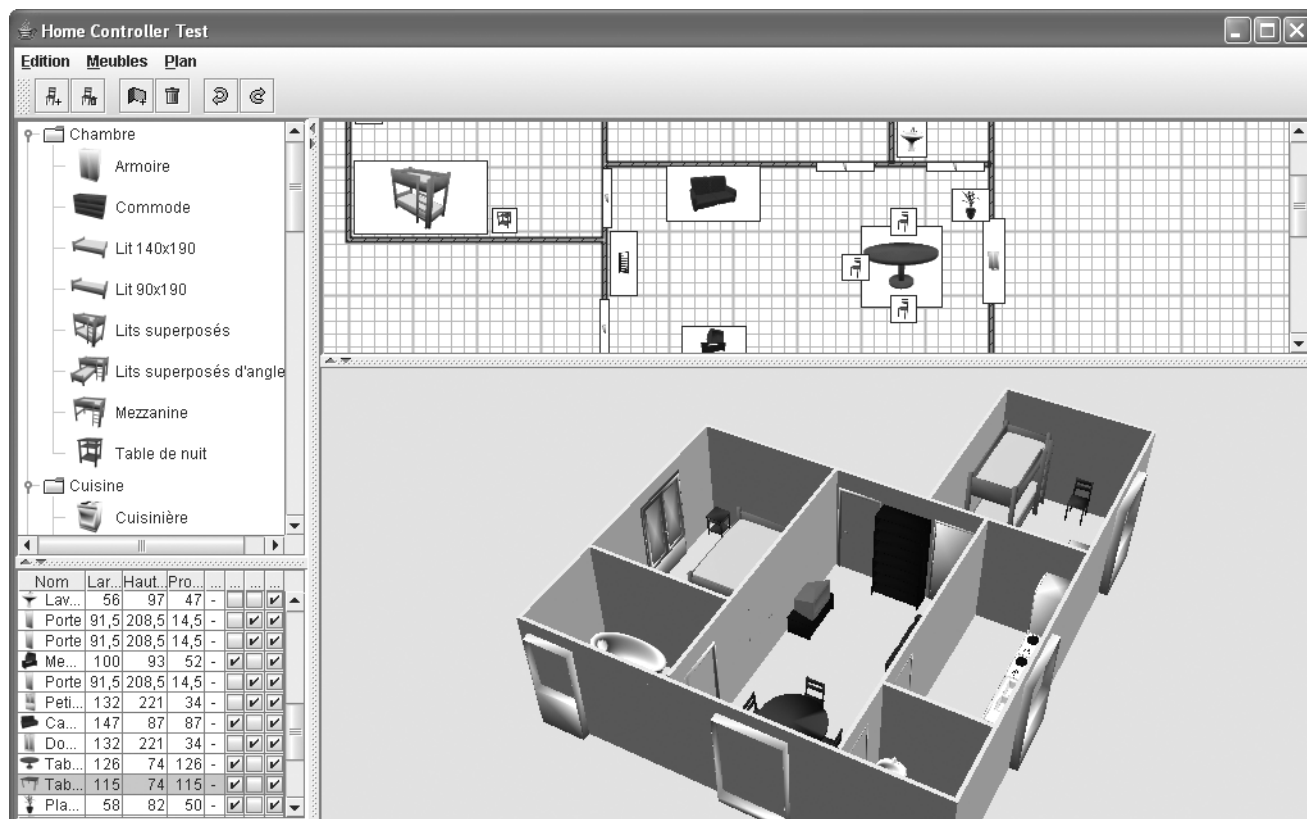 Home Controller Test
Edition Meubles Plan
Chambre
Armoire
Commode
Lit 140x190
Lit 90x190
Lits superposés
Lits superposés d'angle
Mezzanine
Table de nuit
Cuisine
Cuisinière
Nom Lar... Haut... Pro... ... ... ... ...
Lav... 56 97 47 -
Porte 91,5 208,5 14,5 -
Porte 91,5 208,5 14,5 -
Me... 100 93 52 -
Porte 91,5 208,5 14,5 -
Peti... 132 221 34 -
Ca... 147 87 87 -
Do... 132 221 34 -
Tab... 126 74 126 -
Tab... 115 74 115 -
Pla... 58 82 50 -